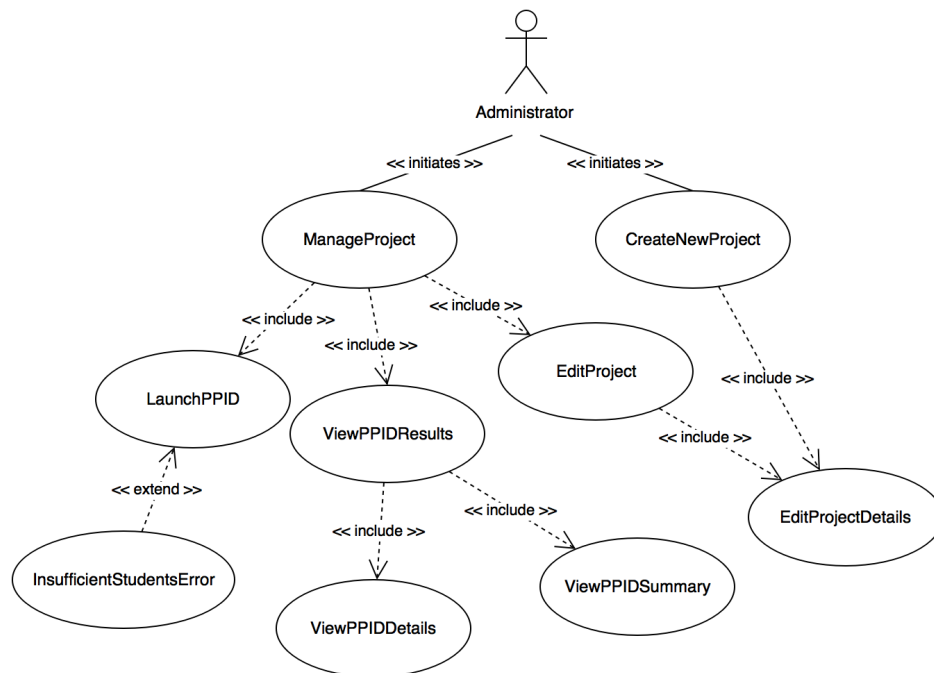 Administrator
<< initiates >>
<< initiates >>
ManageProject
CreateNewProject
<< include >>
<< include >>
<< include >>
EditProject
<< include >>
LaunchPPID
ViewPPIDResults
<< include >>
<< extend >>
<< include >>
<< include >>
EditProjectDetails
InsufficientStudentsError
ViewPPIDSummary
ViewPPIDDetails